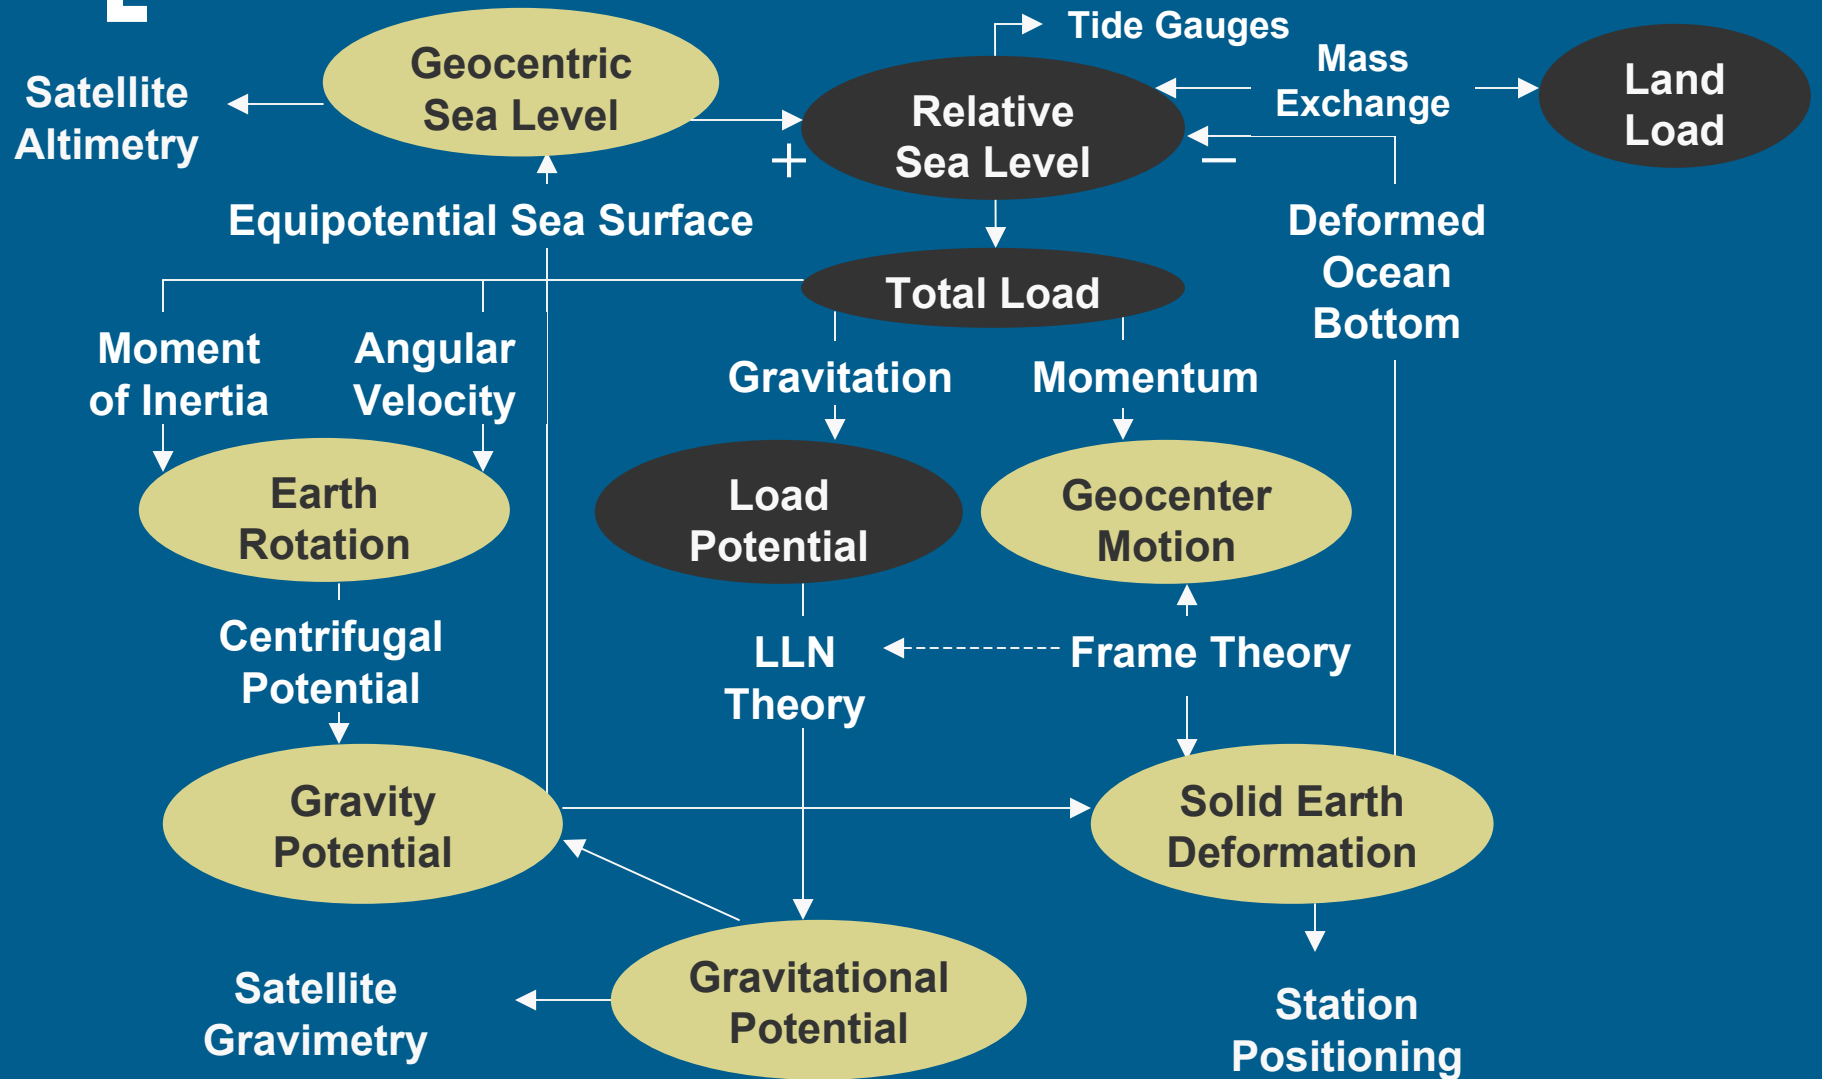 Tide Gauges
Geocentric
Sea Level
Mass
Exchange
Land
Load
Satellite
Altimetry
Relative
Sea Level
+
−
Equipotential Sea Surface
Deformed
Ocean
Bottom
Total Load
Moment
of Inertia
Angular
Velocity
Gravitation
Momentum
Earth
Rotation
Load
Potential
Geocenter
Motion
Centrifugal
Potential
LLN
Theory
Frame Theory
Gravity
Potential
Solid Earth
Deformation
Satellite
Gravimetry
Gravitational
Potential
Station
Positioning